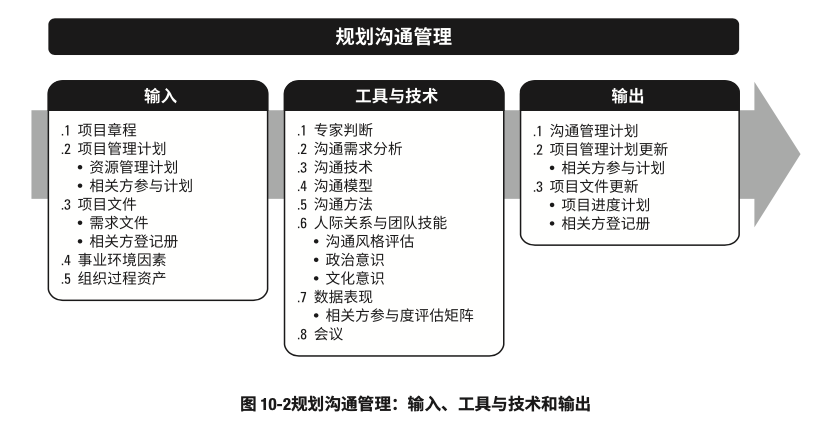 规划沟通管理
输入
.1 项目章程
.2 项目管理计划
• 资源管理计划
• 相关方参与计划
.3 项目文件
• 需求文件
• 相关方登记册
.4 事业环境因素
.5 组织过程资产
工具与技术
.1 专家判断
.2 沟通需求分析
.3 沟通技术
.4 沟通模型
.5 沟通方法
.6 人际关系与团队技能
• 沟通风格评估
• 政治意识
• 文化意识
.7 数据表现
• 相关方参与度评估矩阵
.8 会议
输出
.1 沟通管理计划
.2 项目管理计划更新
• 相关方参与计划
.3 项目文件更新
• 项目进度计划
• 相关方登记册
图 10-2规划沟通管理：输入、工具与技术和输出